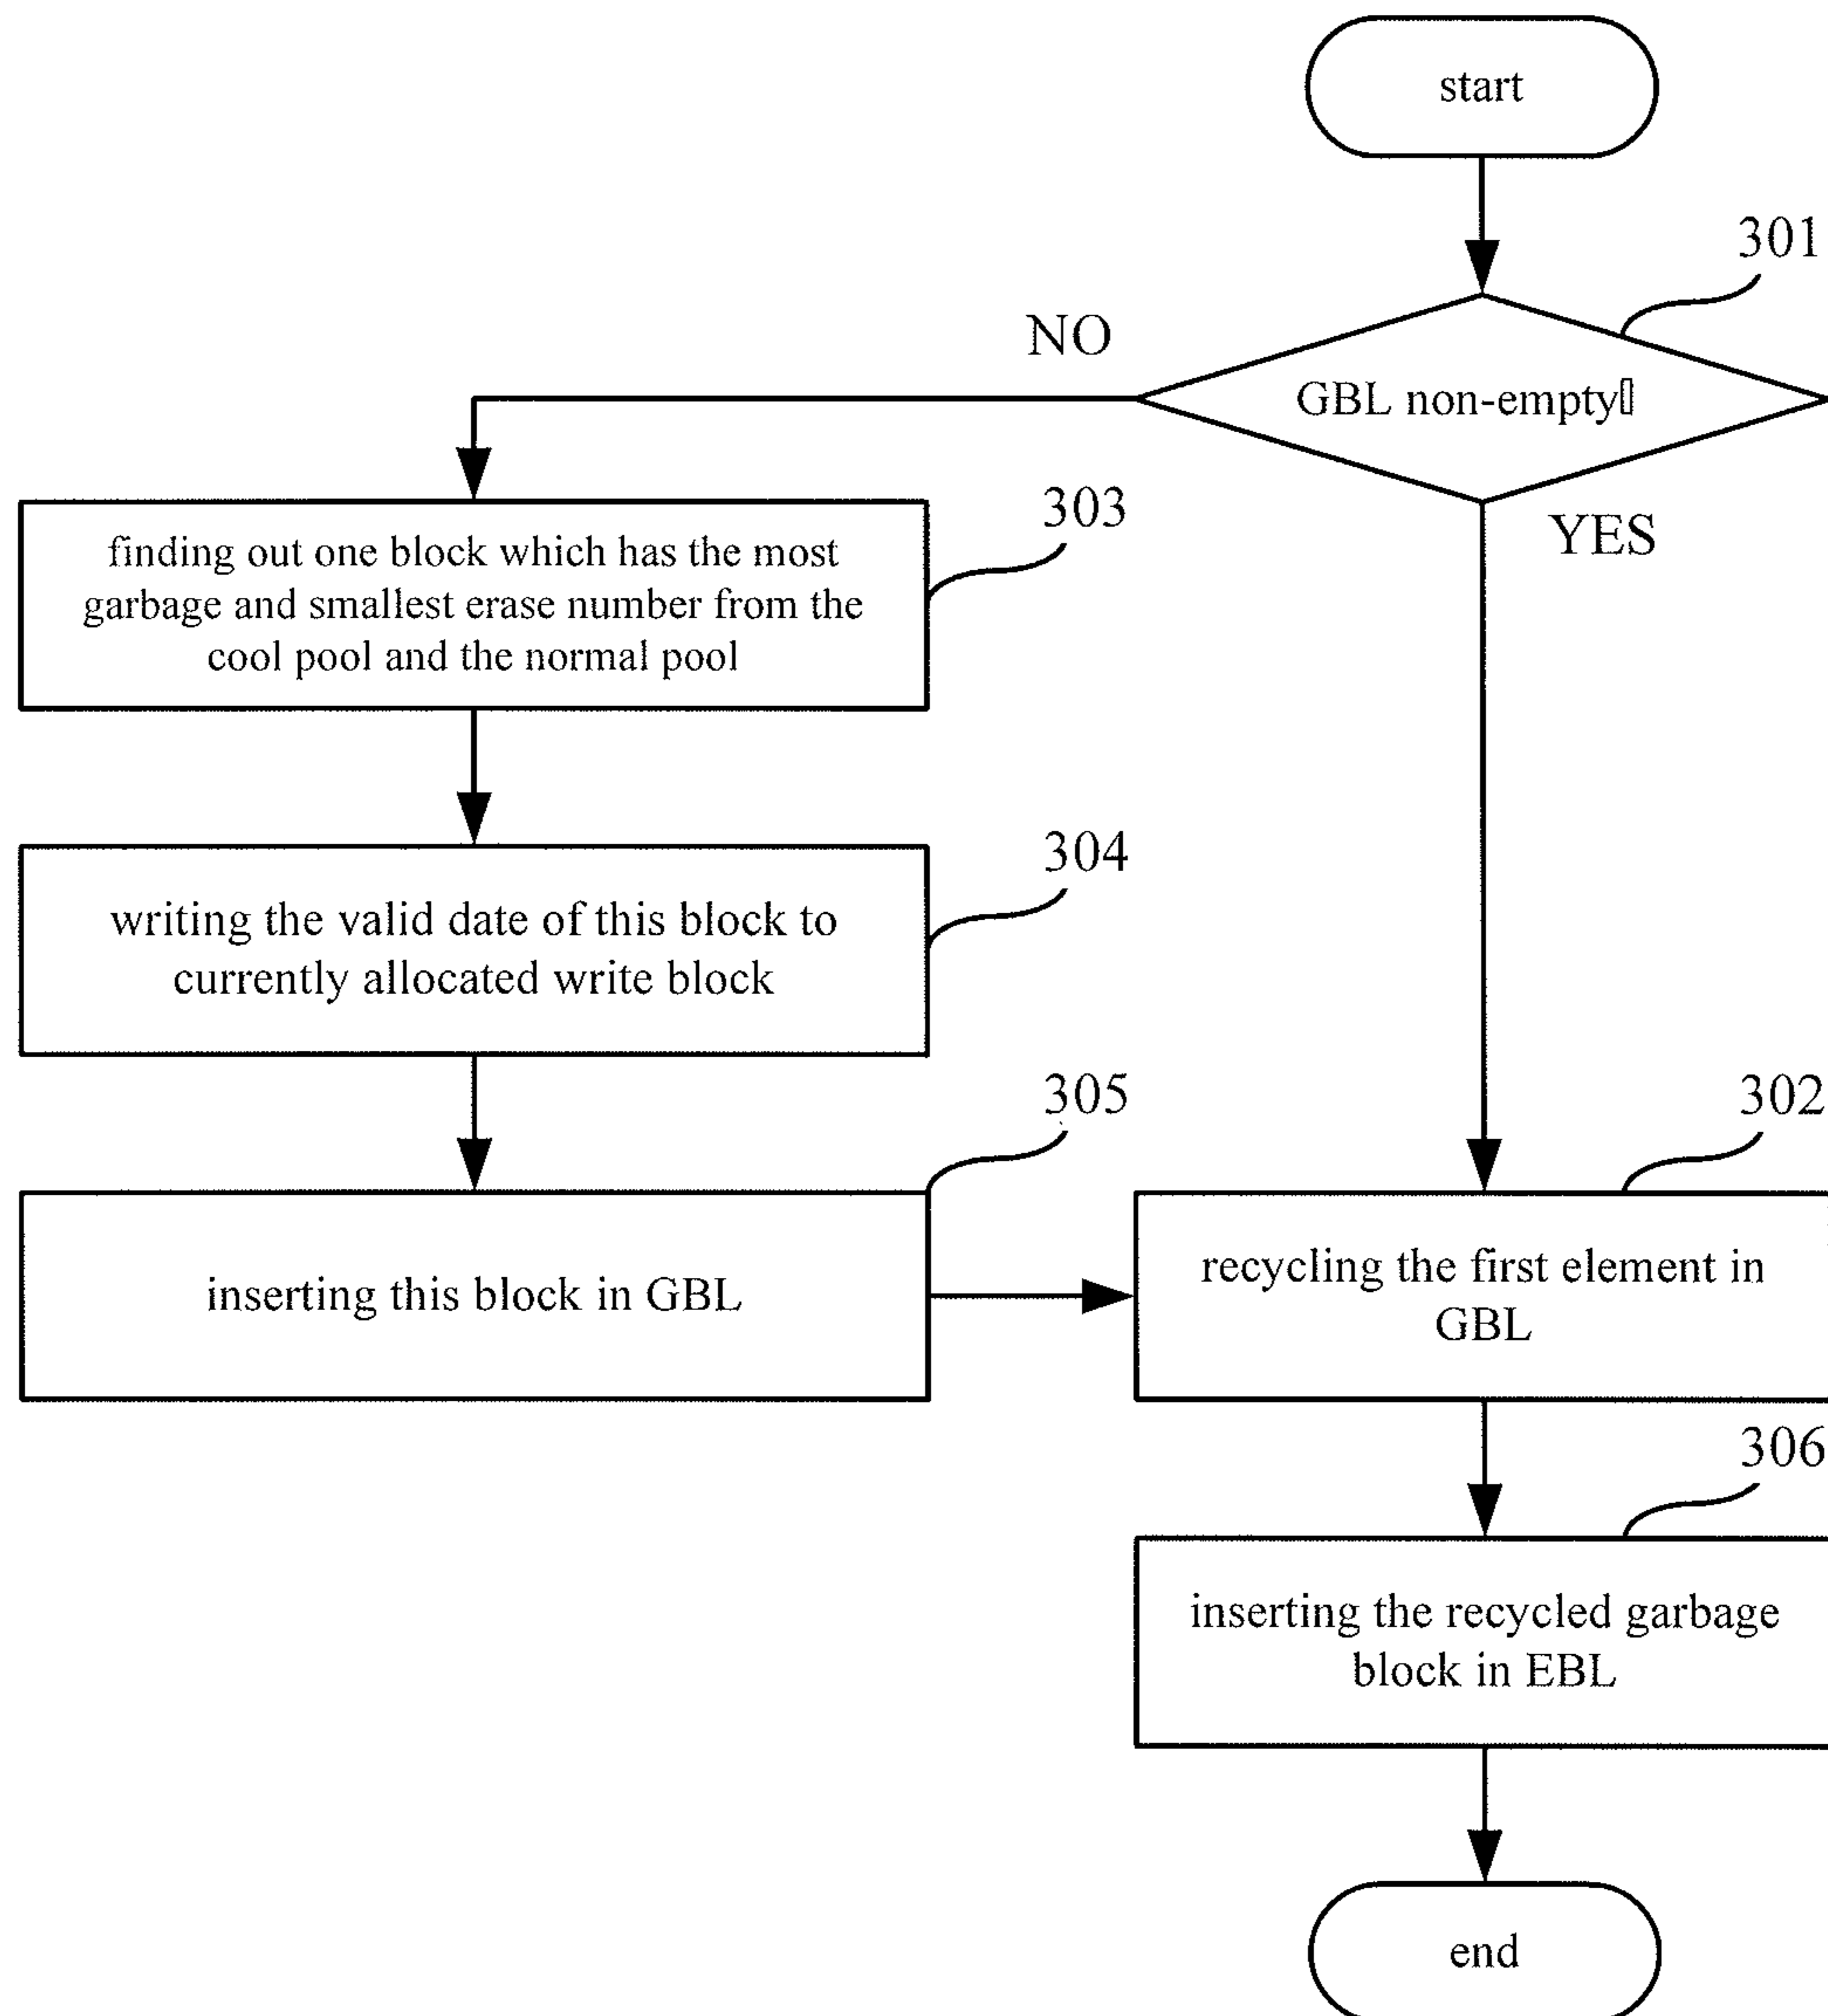 start
301
NO
GBL non-empty
YES
303
finding out one block which has the most
garbage and smallest erase number from the
cool pool and the normal pool
304
writing the valid date of this block to
currently allocated write block
305
inserting this block in GBL
302
recycling the first element in
GBL
306
inserting the recycled garbage
block in EBL
end